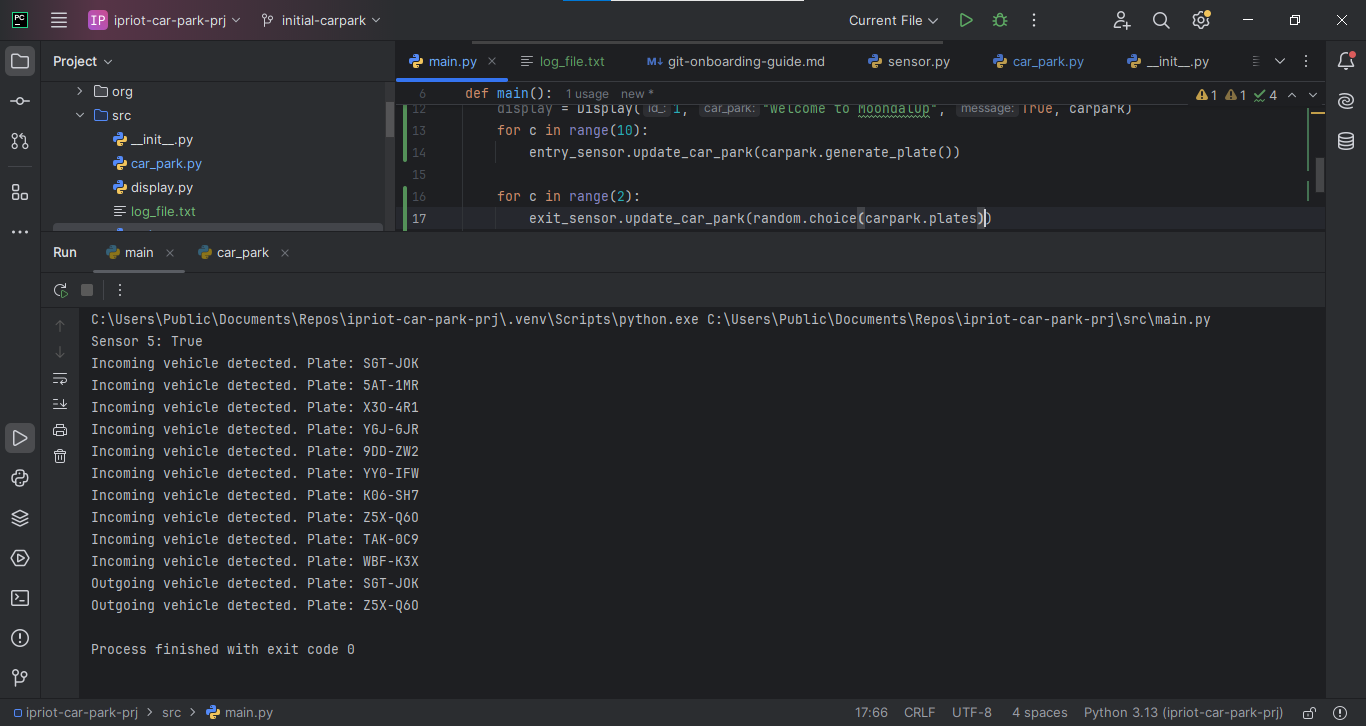 PC
IP ipriot-car-park-prj initial-carpark Current File
Project
main.py log_file.txt M↓ git-onboarding-guide.md sensor.py car_park.py __init__.py
org
src
__init__.py
car_park.py
display.py
log_file.txt
6 def main(): 1 usage new * 1 1 4
12 display = Display( id_: 1, car_park: "Welcome to Moondalup", message: True, carpark)
13 for c in range(10):
14 entry_sensor.update_car_park(carpark.generate_plate())
15
16 for c in range(2):
17 exit_sensor.update_car_park(random.choice(carpark.plates))
Run main car_park
C:\Users\Public\Documents\Repos\ipriot-car-park-prj\.venv\Scripts\python.exe C:\Users\Public\Documents\Repos\ipriot-car-park-prj\src\main.py
Sensor 5: True
Incoming vehicle detected. Plate: SGT-JOK
Incoming vehicle detected. Plate: 5AT-1MR
Incoming vehicle detected. Plate: X3O-4R1
Incoming vehicle detected. Plate: YGJ-GJR
Incoming vehicle detected. Plate: 9DD-ZW2
Incoming vehicle detected. Plate: YYO-IFW
Incoming vehicle detected. Plate: K06-SH7
Incoming vehicle detected. Plate: Z5X-Q6O
Incoming vehicle detected. Plate: TAK-0C9
Incoming vehicle detected. Plate: WBF-K3X
Outgoing vehicle detected. Plate: SGT-JOK
Outgoing vehicle detected. Plate: Z5X-Q6O
Process finished with exit code 0
ipriot-car-park-prj > src > main.py 17:66 CRLF UTF-8 4 spaces Python 3.13 (ipriot-car-park-prj)